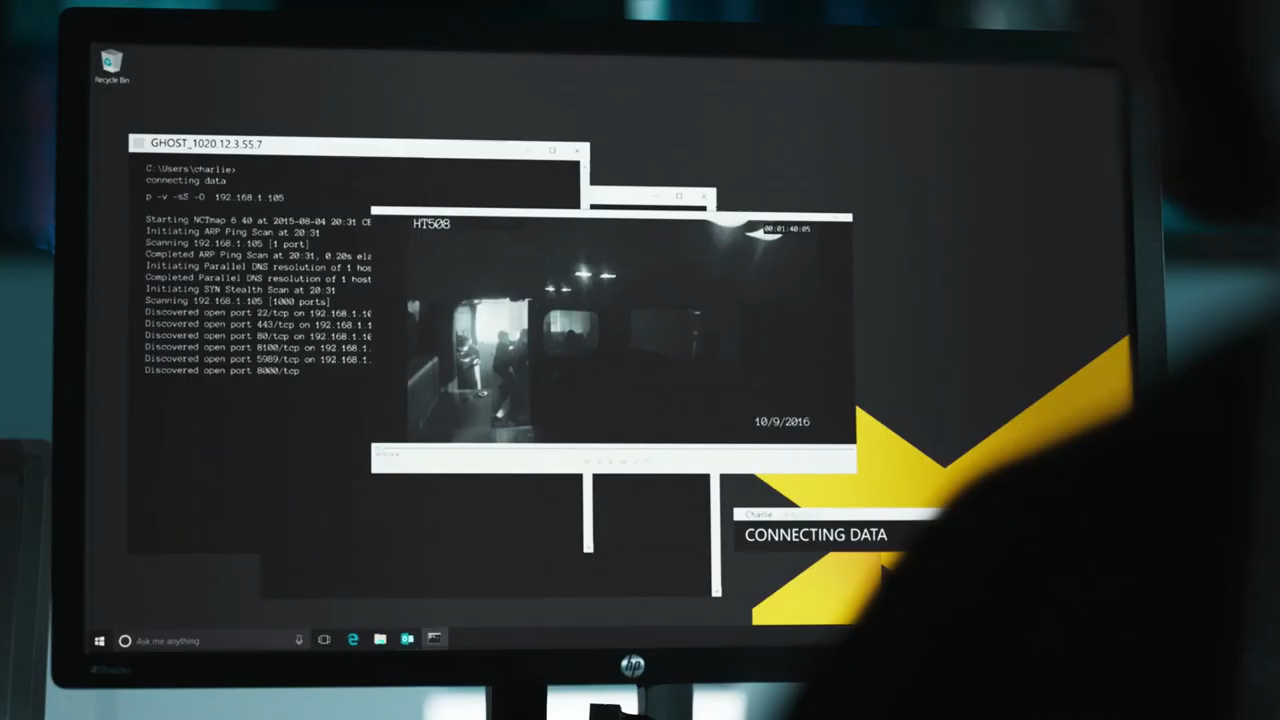 Recycle Bin
GHOST_1020.12.3.55.7
C:\Users\charlie>
connecting data
p -v -sS -O 192.168.1.105
Starting NCTmap 6.40 at 2015-08-04 20:31 CE
Initiating ARP Ping Scan at 20:31
Scanning 192.168.1.105 [1 port]
Completed ARP Ping Scan at 20:31, 0.20s ela
Initiating Parallel DNS resolution of 1 hos
Completed Parallel DNS resolution of 1 host
Initiating SYN Stealth Scan at 20:31
Scanning 192.168.1.105 [1000 ports]
Discovered open port 22/tcp on 192.168.1.10
Discovered open port 443/tcp on 192.168.1.1
Discovered open port 80/tcp on 192.168.1.10
Discovered open port 8100/tcp on 192.168.1.
Discovered open port 5989/tcp on 192.168.1.
Discovered open port 8000/tcp
HT508
00:01:40:05
10/9/2016
Charlie
CONNECTING DATA
Ask me anything
hp